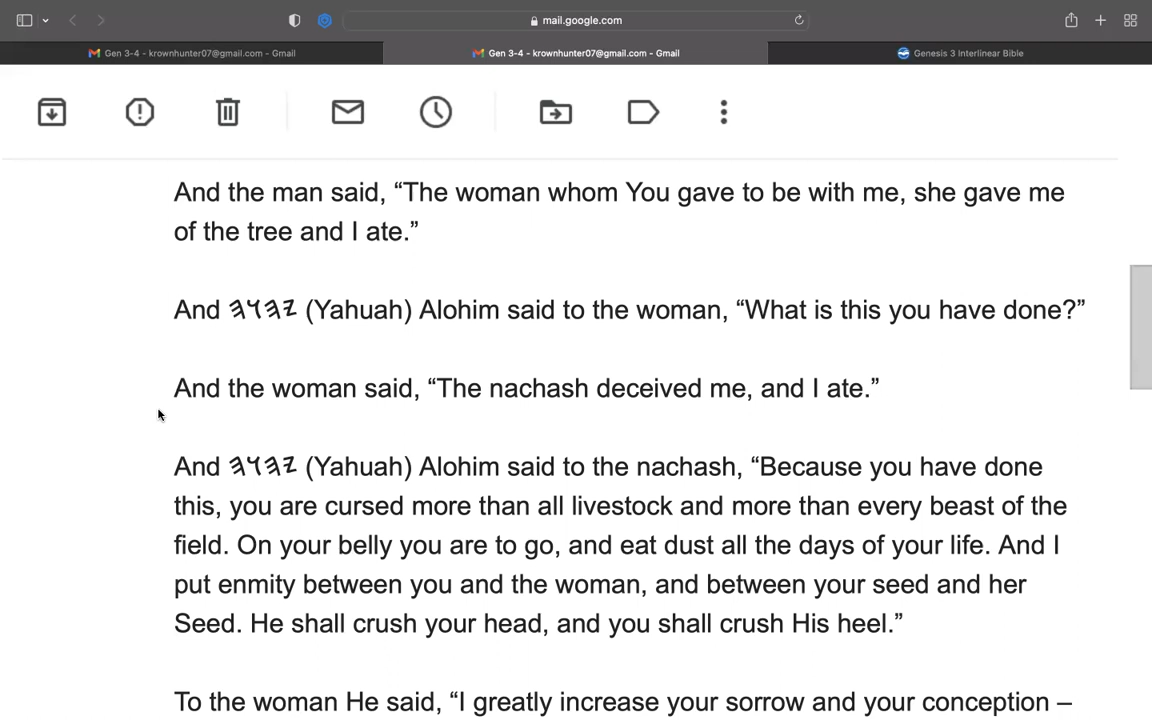 mail.google.com
Gen 3-4 - krownhunter07@gmail.com - Gmail
Gen 3-4 - krownhunter07@gmail.com - Gmail
Genesis 3 Interlinear Bible
And the man said, “The woman whom You gave to be with me, she gave me
of the tree and I ate.”
And 𐤉𐤄𐤅𐤄 (Yahuah) Alohim said to the woman, “What is this you have done?”
And the woman said, “The nachash deceived me, and I ate.”
And 𐤉𐤄𐤅𐤄 (Yahuah) Alohim said to the nachash, “Because you have done
this, you are cursed more than all livestock and more than every beast of the
field. On your belly you are to go, and eat dust all the days of your life. And I
put enmity between you and the woman, and between your seed and her
Seed. He shall crush your head, and you shall crush His heel.”
To the woman He said, “I greatly increase your sorrow and your conception –